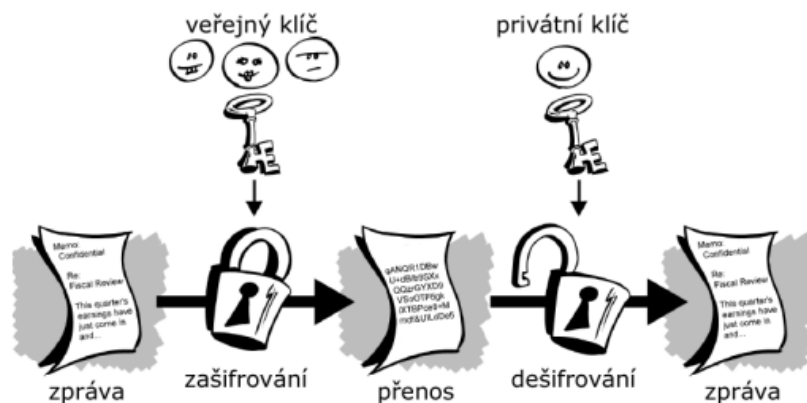 veřejný klíč
privátní klíč
Memo:
Confidential
Re:
Fiscal Review
This quarter's
earnings have
just come in
and...
Memo:
Confidential
Re:
Fiscal Review
This quarter's
earnings have
just come in
and...
zpráva
zašifrování
přenos
dešifrování
zpráva